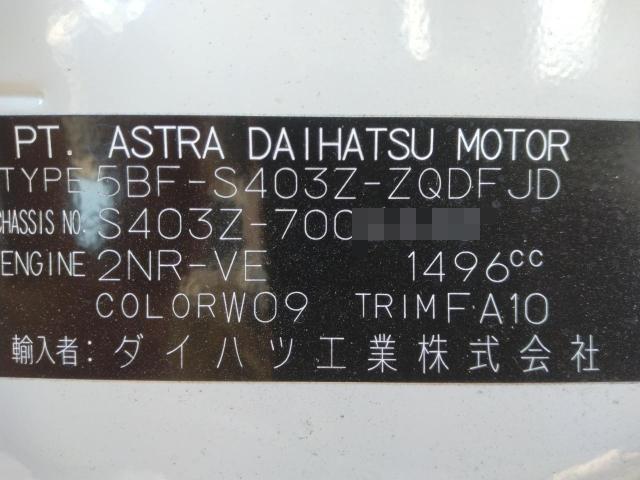 PT. ASTRA DAIHATSU MOTOR
TYPE 5BF-S403Z-ZQDFJD
CHASSIS NO. S403Z-700
ENGINE 2NR-VE 1496cc
COLOR W09 TRIM FA10
輸入者:ダイハツ工業株式会社